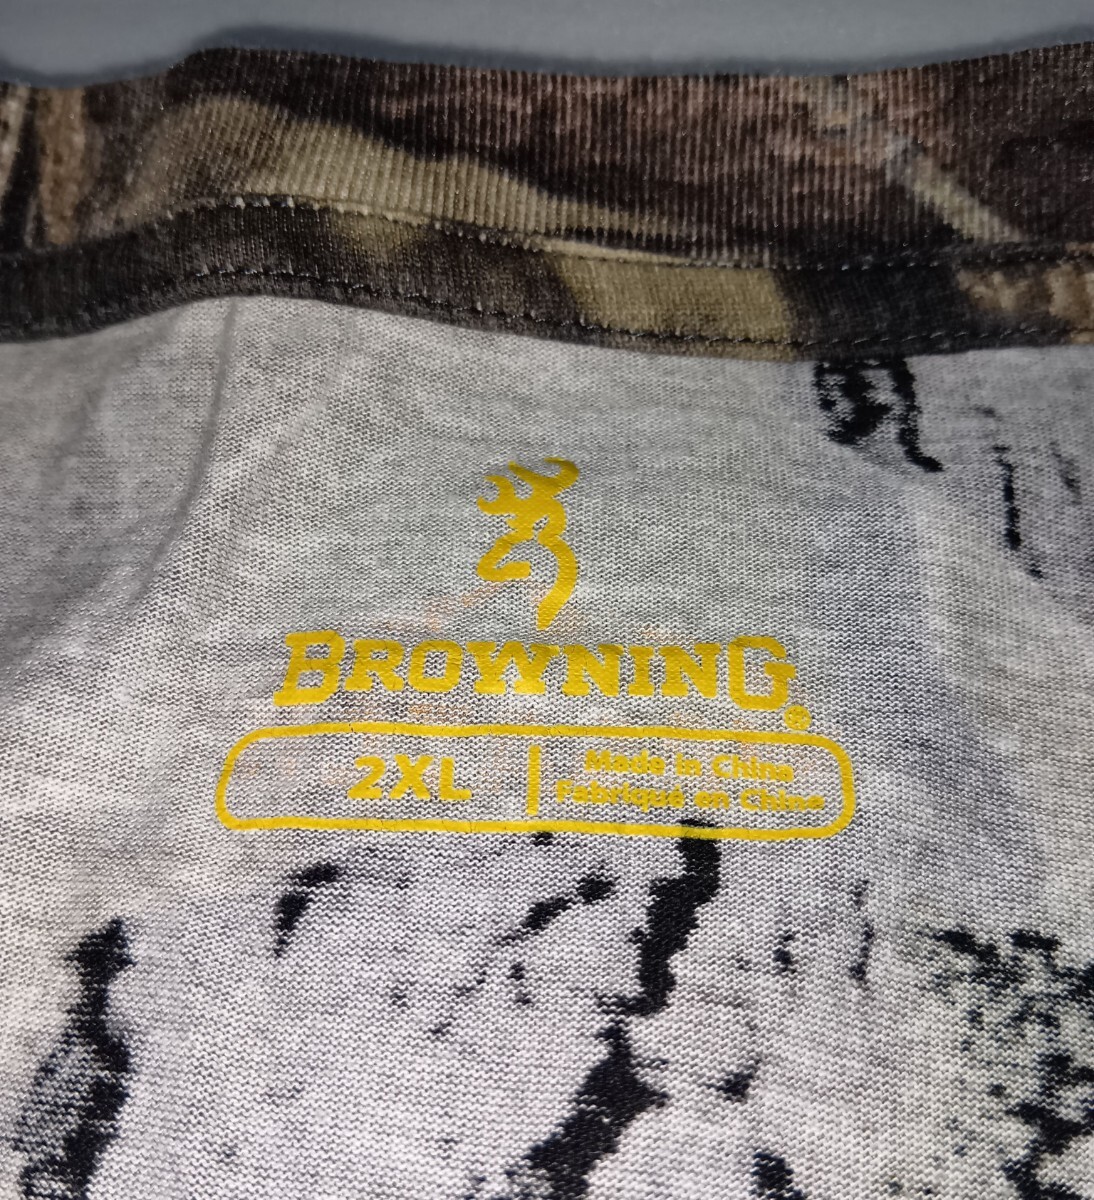 BROWNING®
2XL | Made in China
Fabriqué en Chine